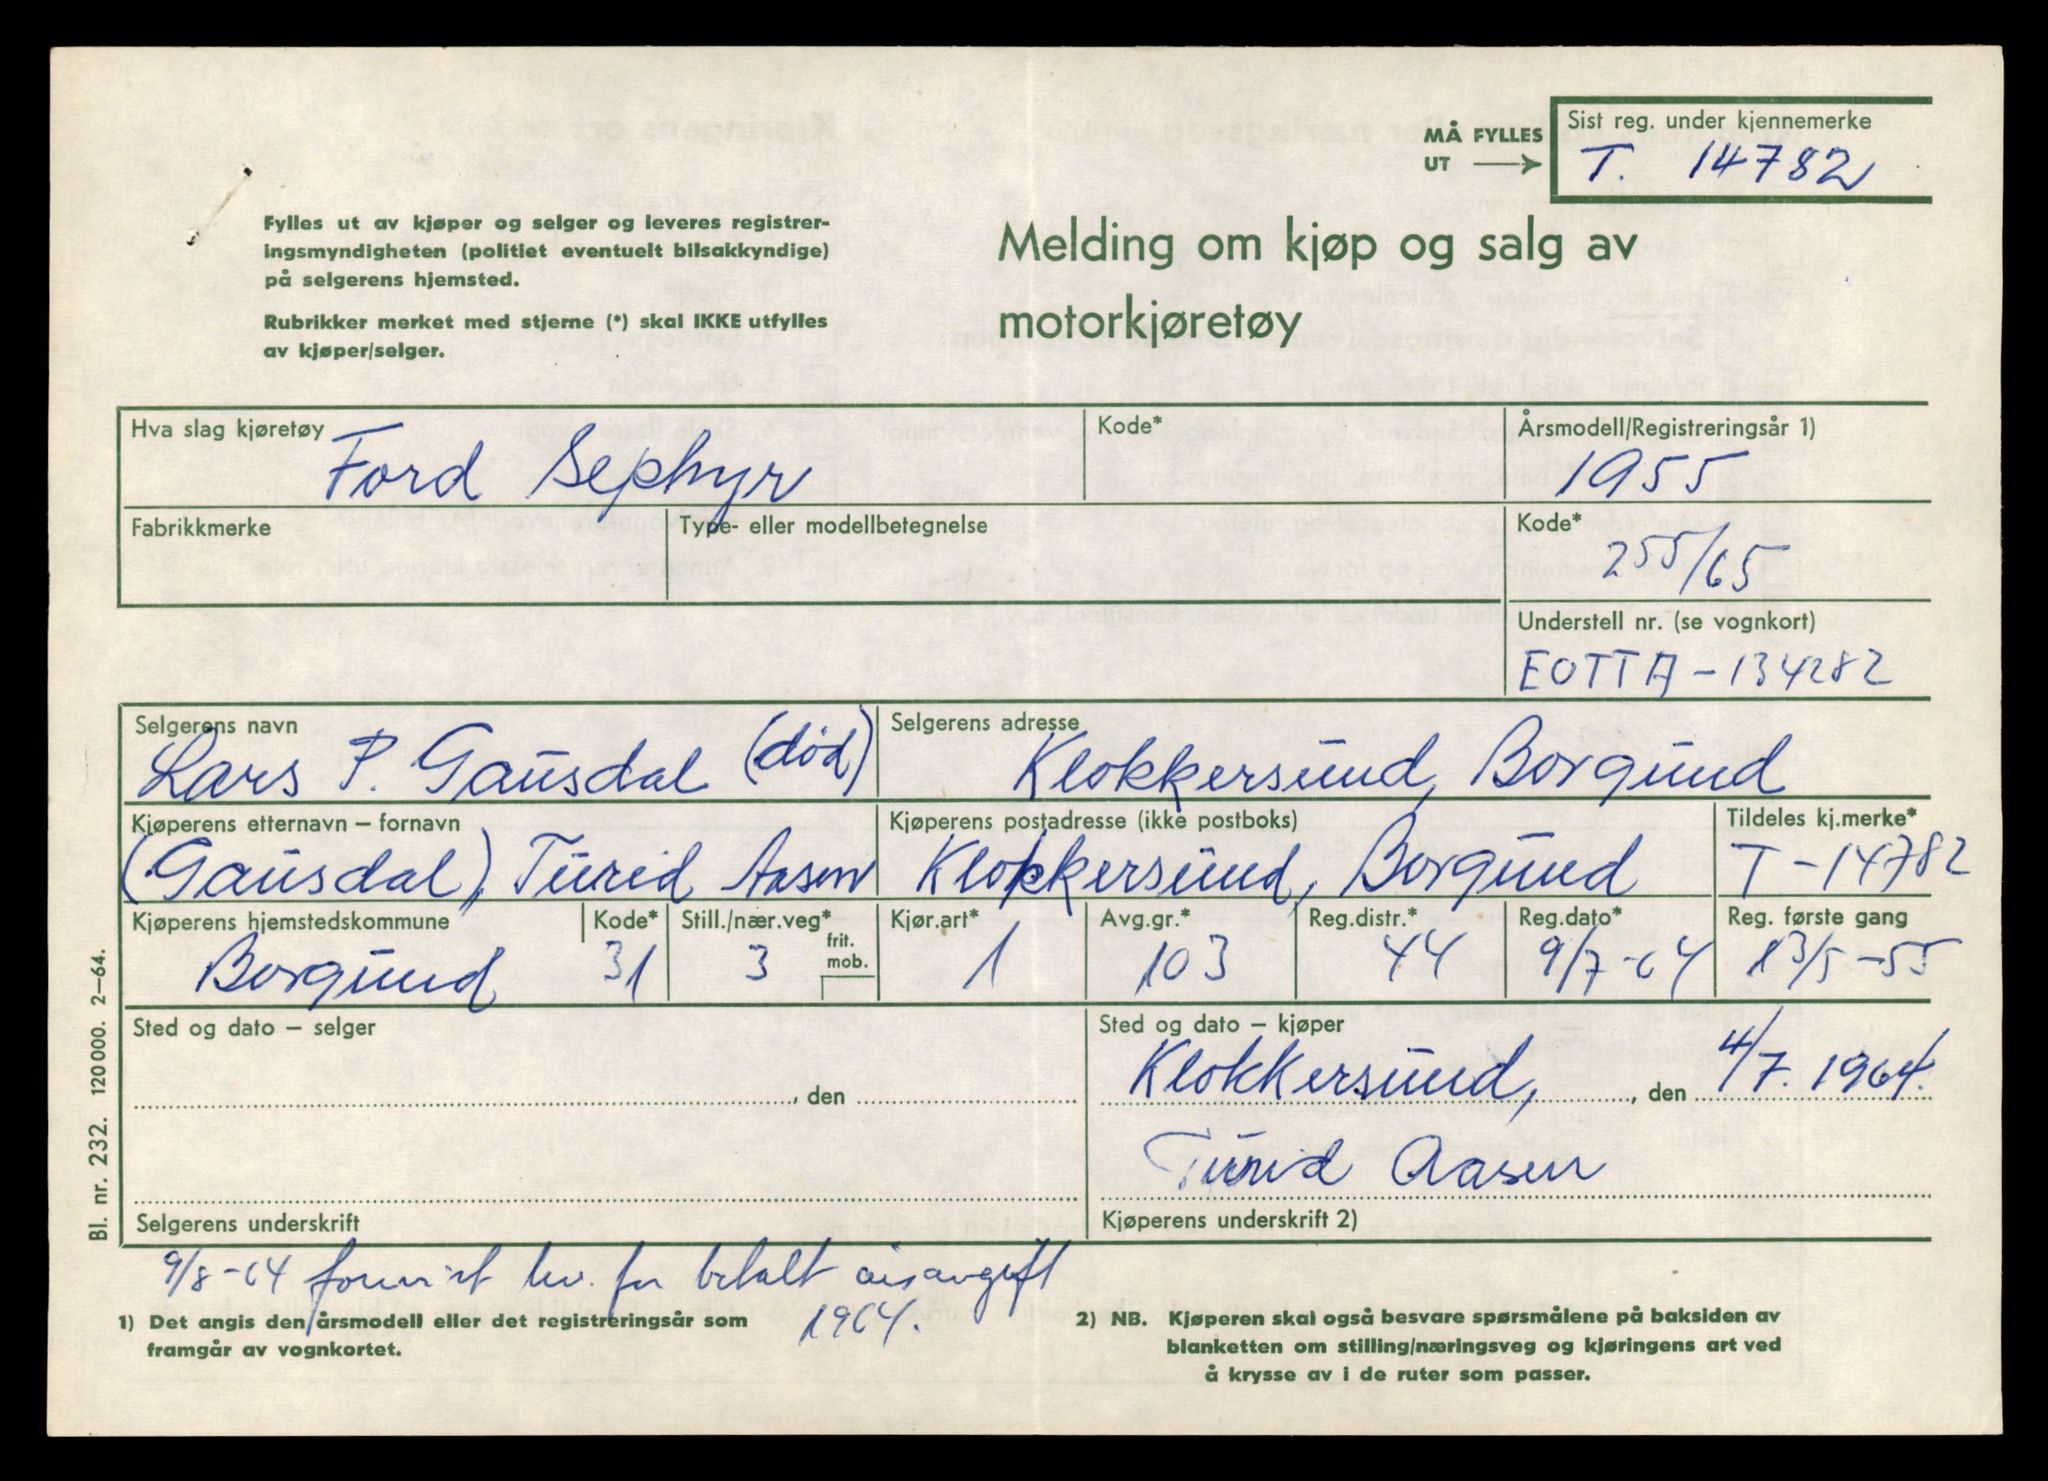 MÅ FYLLES
UT
Sist reg. under kjennemerke
T. 14782
Fylles ut av kjøper og selger og leveres registrer-
ingsmyndigheten (politiet eventuelt bilsakkyndige)
på selgerens hjemsted.
Rubrikker merket med stjerne (*) skal IKKE utfylles
av kjøper/selger.
Melding om kjøp og salg av
motorkjøretøy
Hva slag kjøretøy
Ford Sephyr
Kode*
Årsmodell/Registreringsår 1)
1955
Fabrikkmerke
Type- eller modellbetegnelse
Kode*
255/65
Understell nr. (se vognkort)
EOTTA-134282
Selgerens navn
Lars P. Gausdal (død)
Selgerens adresse
Klokkersund, Borgund
Kjøperens etternavn – fornavn
(Gausdal), Turid Aasen
Kjøperens postadresse (ikke postboks)
Klokkersund, Borgund
Tildeles kj.merke*
T-14782
Kjøperens hjemstedskommune
Borgund
Kode*
31
Still./nær.veg*
3
frit.
mob.
Kjør.art*
1
Avg.gr.*
103
Reg.distr.*
44
Reg.dato*
9/7-64
Reg. første gang
13/5-55
Sted og dato – selger
, den
Selgerens underskrift
Sted og dato – kjøper
Klokkersund, , den 4/7. 1964.
Turid Aasen
Kjøperens underskrift 2)
9/8-64 forevist kv. for betalt årsavgift
1964.
1) Det angis den årsmodell eller det registreringsår som
framgår av vognkortet.
2) NB. Kjøperen skal også besvare spørsmålene på baksiden av
blanketten om stilling/næringsveg og kjøringens art ved
å krysse av i de ruter som passer.
Bl. nr. 232. 120 000. 2–64.